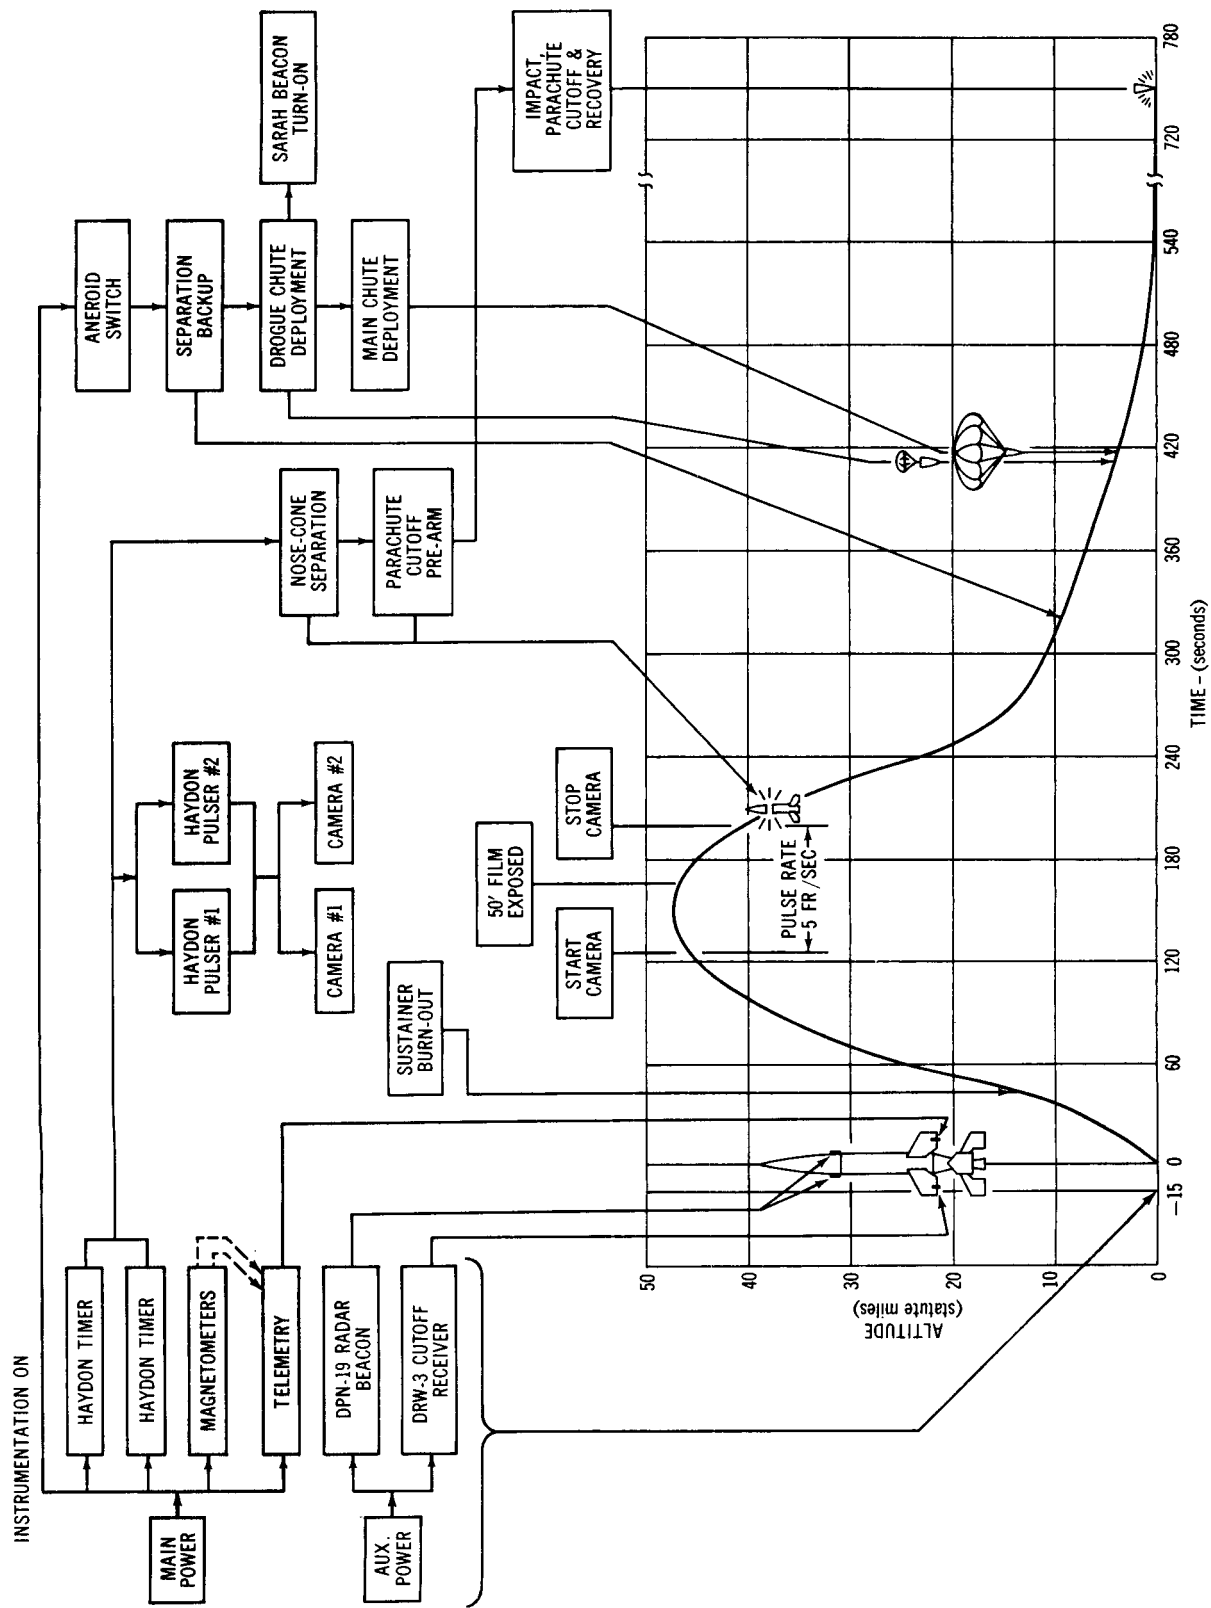 INSTRUMENTATION ON
MAIN
POWER
AUX.
POWER
HAYDON TIMER
HAYDON TIMER
MAGNETOMETERS
TELEMETRY
DPN-19 RADAR
BEACON
DRW-3 CUTOFF
RECEIVER
HAYDON
PULSER #1
HAYDON
PULSER #2
CAMERA #1
CAMERA #2
SUSTAINER
BURN-OUT
START
CAMERA
50' FILM
EXPOSED
STOP
CAMERA
NOSE-CONE
SEPARATION
PARACHUTE
CUTOFF
PRE-ARM
ANEROID
SWITCH
SEPARATION
BACKUP
DROGUE CHUTE
DEPLOYMENT
MAIN CHUTE
DEPLOYMENT
SARAH BEACON
TURN-ON
IMPACT,
PARACHUTE
CUTOFF &
RECOVERY
PULSE RATE
5 FR/SEC
ALTITUDE
(statute miles)
50
40
30
20
10
0
-15
0
60
120
180
240
300
360
420
480
540
720
780
TIME - (seconds)